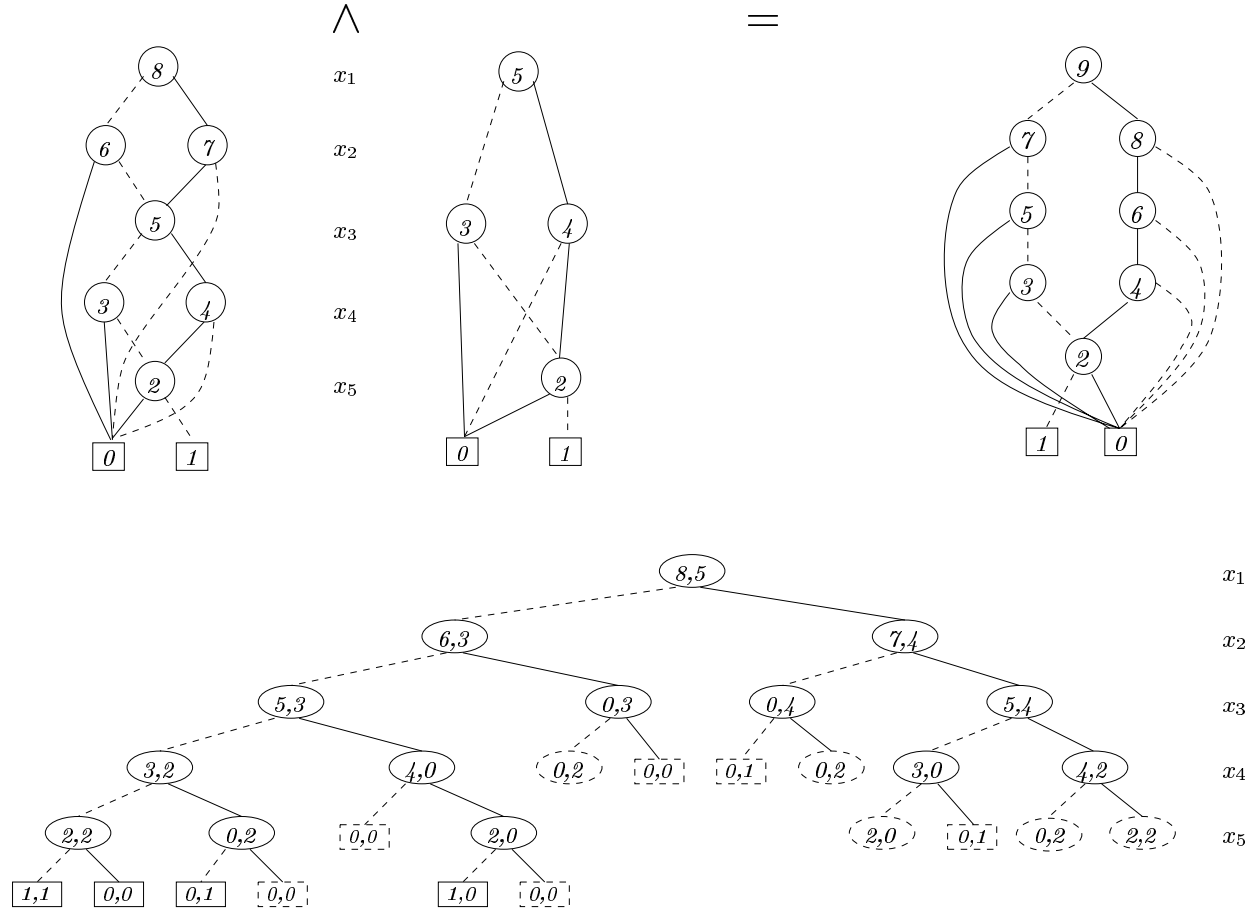 ∧ =
8 x₁ 5 9
6 7 x₂ 7 8
5 x₃ 3 4 5 6
3 4 x₄ 3 4
2 x₅ 2 2
0 1 0 1 1 0
8,5 x₁
6,3 7,4 x₂
5,3 0,3 0,4 5,4 x₃
3,2 4,0 0,2 0,0 0,1 0,2 3,0 4,2 x₄
2,2 0,2 0,0 2,0 2,0 0,1 0,2 2,2 x₅
1,1 0,0 0,1 0,0 1,0 0,0